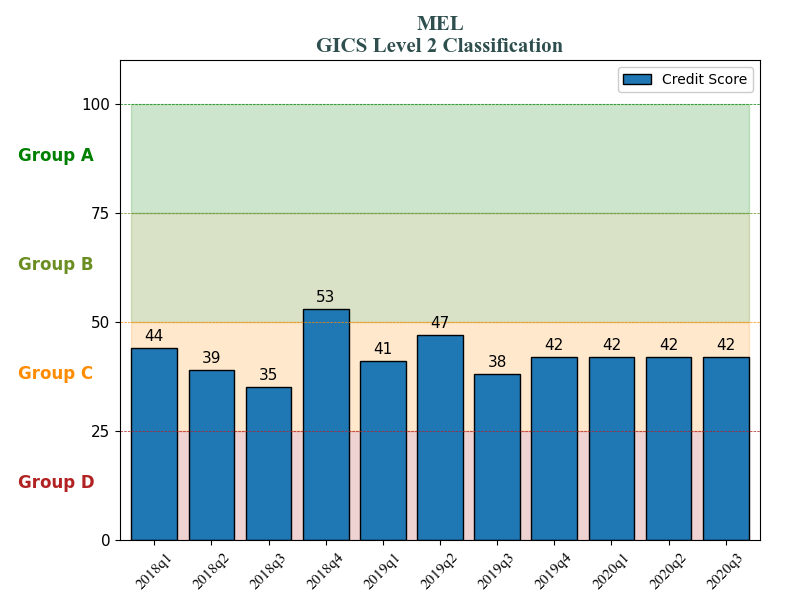 MEL
GICS Level 2 Classification
Credit Score
100
Group A
75
Group B
53
50
47
44
42
42
42
42
41
39
38
35
Group C
25
Group D
0
2018q1
2018q2
2018q3
2018q4
2019q1
2019q2
2019q3
2019q4
2020q1
2020q2
2020q3